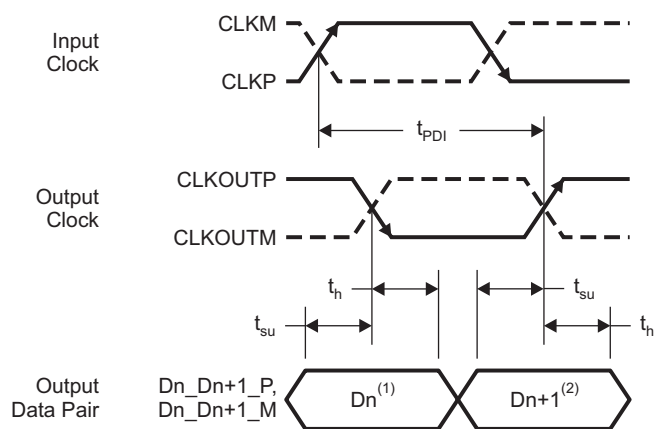 Input
Clock
CLKM
CLKP
t_PDI
Output
Clock
CLKOUTP
CLKOUTM
t_su
t_h
t_su
t_h
Output
Data Pair
Dn_Dn+1_P,
Dn_Dn+1_M
Dn(1)
Dn+1(2)